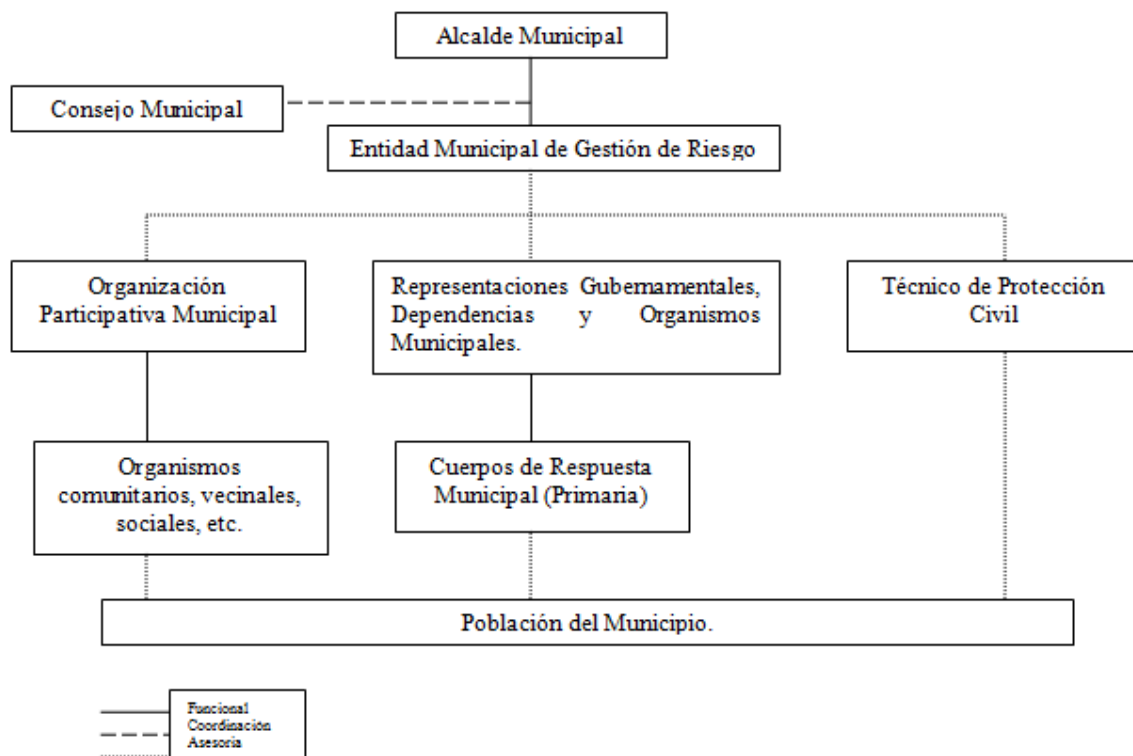 Alcalde Municipal
Consejo Municipal
Entidad Municipal de Gestión de Riesgo
Organización
Participativa Municipal
Representaciones Gubernamentales,
Dependencias y Organismos
Municipales.
Técnico de Protección
Civil
Organismos
comunitarios, vecinales,
sociales, etc.
Cuerpos de Respuesta
Municipal (Primaria)
Población del Municipio.
Funcional
Coordinación
Asesoria